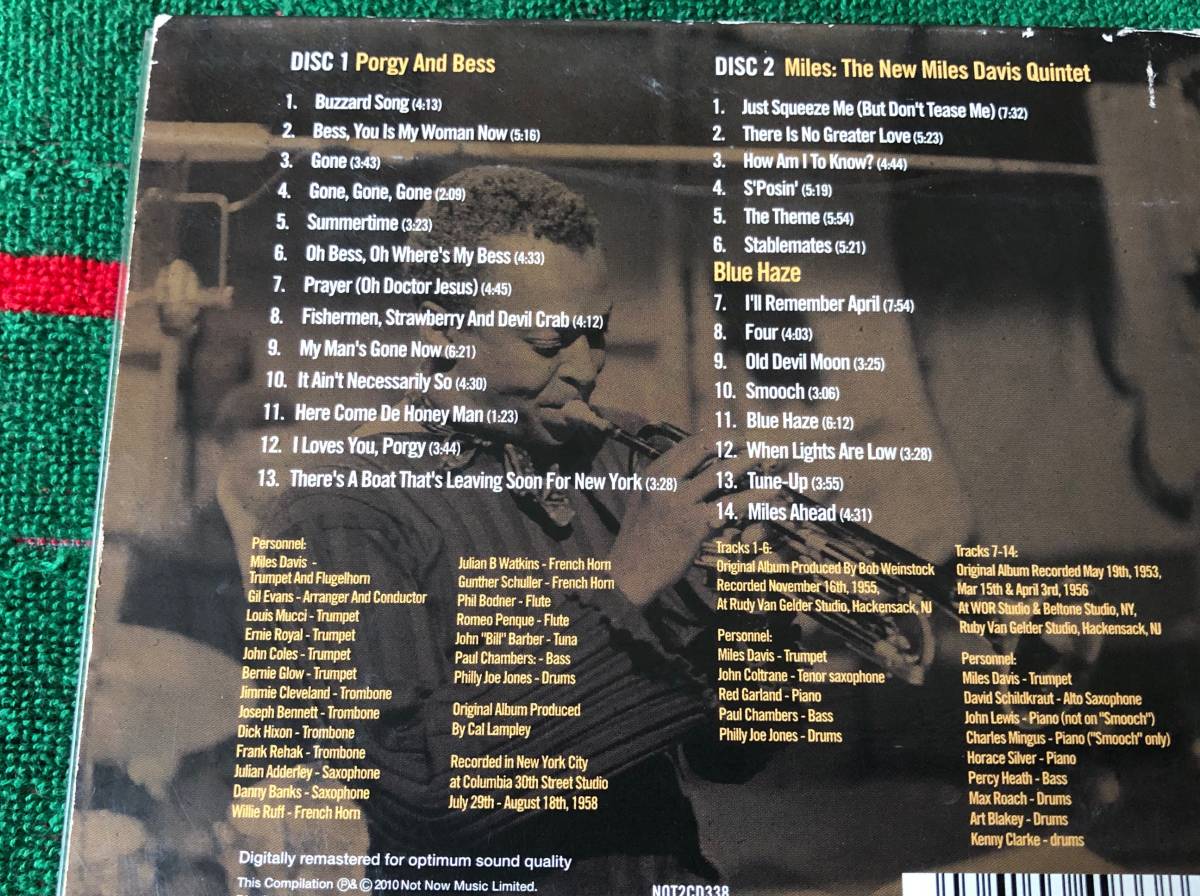 DISC 1 Porgy And Bess
1. Buzzard Song (4:13)
2. Bess, You Is My Woman Now (5:16)
3. Gone (3:43)
4. Gone, Gone, Gone (2:09)
5. Summertime (3:23)
6. Oh Bess, Oh Where's My Bess (4:33)
7. Prayer (Oh Doctor Jesus) (4:45)
8. Fishermen, Strawberry And Devil Crab (4:12)
9. My Man's Gone Now (6:21)
10. It Ain't Necessarily So (4:30)
11. Here Come De Honey Man (1:23)
12. I Loves You, Porgy (3:44)
13. There's A Boat That's Leaving Soon For New York (3:28)
Personnel:
Miles Davis -
Trumpet And Flugelhorn
Gil Evans - Arranger And Conductor
Louis Mucci - Trumpet
Ernie Royal - Trumpet
John Coles - Trumpet
Bernie Glow - Trumpet
Jimmie Cleveland - Trombone
Joseph Bennett - Trombone
Dick Hixon - Trombone
Frank Rehak - Trombone
Julian Adderley - Saxophone
Danny Banks - Saxophone
Willie Ruff - French Horn
Julian B Watkins - French Horn
Gunther Schuller - French Horn
Phil Bodner - Flute
Romeo Penque - Flute
John "Bill" Barber - Tuna
Paul Chambers: - Bass
Philly Joe Jones - Drums
Original Album Produced
By Cal Lampley
Recorded in New York City
at Columbia 30th Street Studio
July 29th - August 18th, 1958
DISC 2 Miles: The New Miles Davis Quintet
1. Just Squeeze Me (But Don't Tease Me) (7:32)
2. There Is No Greater Love (5:23)
3. How Am I To Know? (4:44)
4. S'Posin' (5:19)
5. The Theme (5:54)
6. Stablemates (5:21)
Blue Haze
7. I'll Remember April (7:54)
8. Four (4:03)
9. Old Devil Moon (3:25)
10. Smooch (3:06)
11. Blue Haze (6:12)
12. When Lights Are Low (3:28)
13. Tune-Up (3:55)
14. Miles Ahead (4:31)
Tracks 1-6:
Original Album Produced By Bob Weinstock
Recorded November 16th, 1955,
At Rudy Van Gelder Studio, Hackensack, NJ
Personnel:
Miles Davis - Trumpet
John Coltrane - Tenor saxophone
Red Garland - Piano
Paul Chambers - Bass
Philly Joe Jones - Drums
Tracks 7-14:
Original Album Recorded May 19th, 1953,
Mar 15th & April 3rd, 1956
At WOR Studio & Beltone Studio, NY,
Ruby Van Gelder Studio, Hackensack, NJ
Personnel:
Miles Davis - Trumpet
David Schildkraut - Alto Saxophone
John Lewis - Piano (not on "Smooch")
Charles Mingus - Piano ("Smooch" only)
Horace Silver - Piano
Percy Heath - Bass
Max Roach - Drums
Art Blakey - Drums
Kenny Clarke - drums
Digitally remastered for optimum sound quality
This Compilation ℗&© 2010 Not Now Music Limited.
NOT2CD338